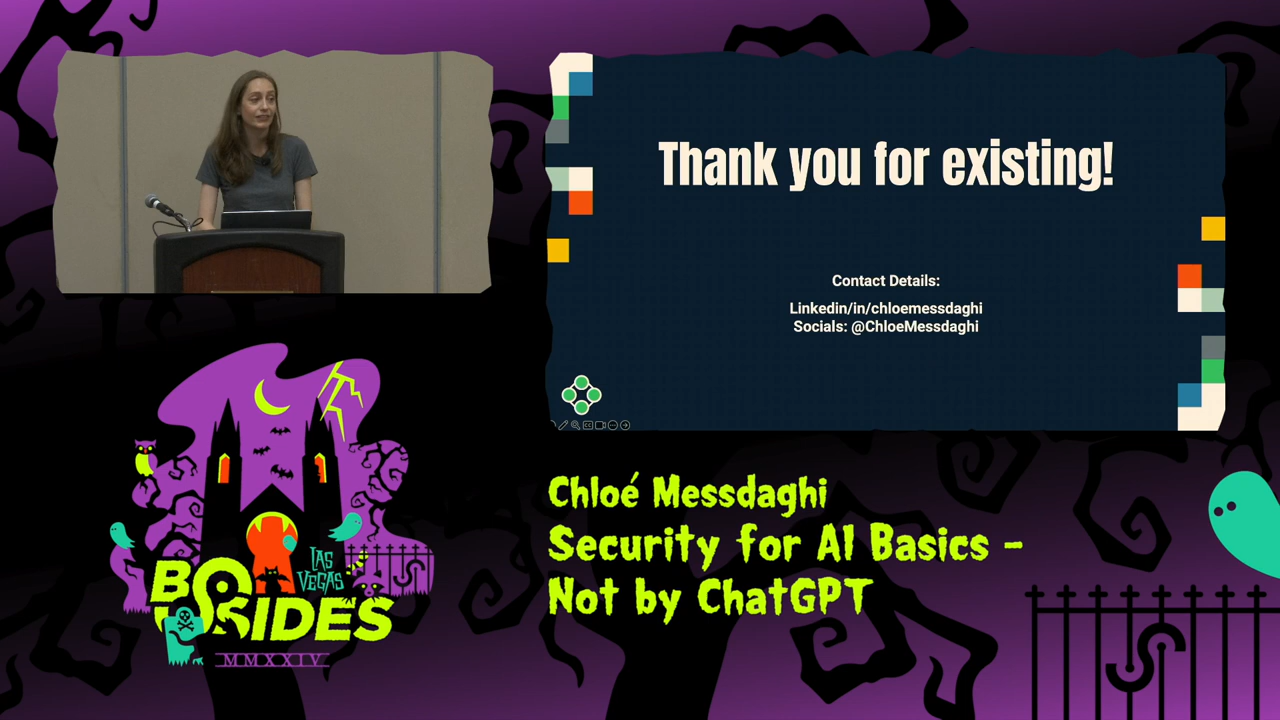 Thank you for existing!
Contact Details:
Linkedin/in/chloemessdaghi
Socials: @ChloeMessdaghi
LAS
VEGAS
BSIDES
MMXXIV
Chloé Messdaghi
Security for AI Basics -
Not by ChatGPT